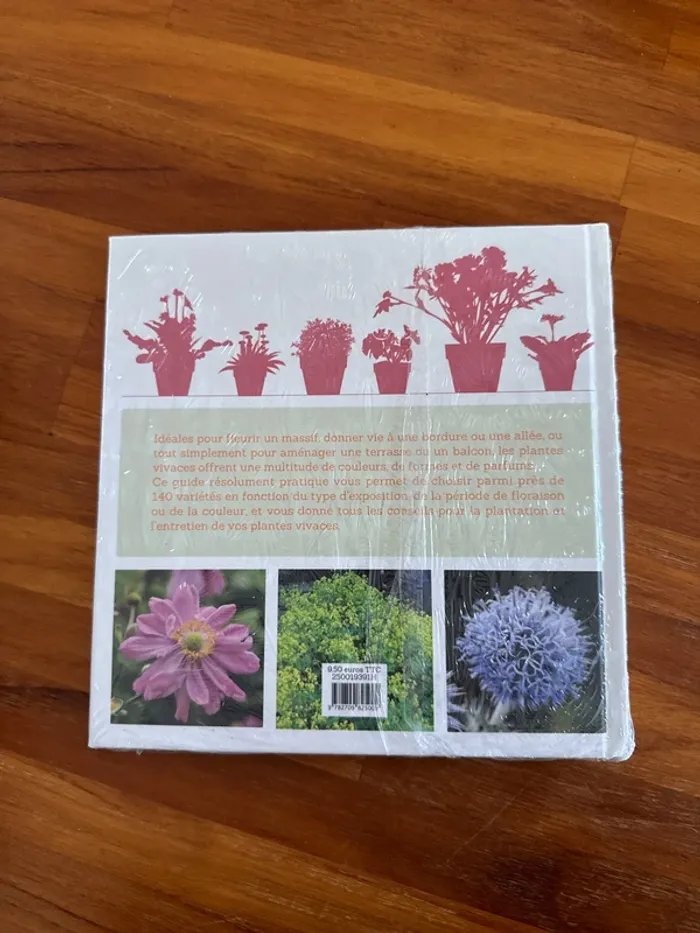 Idéales pour fleurir un massif, donner vie à une bordure ou une allée, ou
tout simplement pour aménager une terrasse ou un balcon, les plantes
vivaces offrent une multitude de couleurs, de formes et de parfums.
Ce guide résolument pratique vous permet de choisir parmi près de
140 variétés en fonction du type d'exposition, de la période de floraison
ou de la couleur, et vous donne tous les conseils pour la plantation et
l'entretien de vos plantes vivaces.
9,50 euros TTC
250019391H